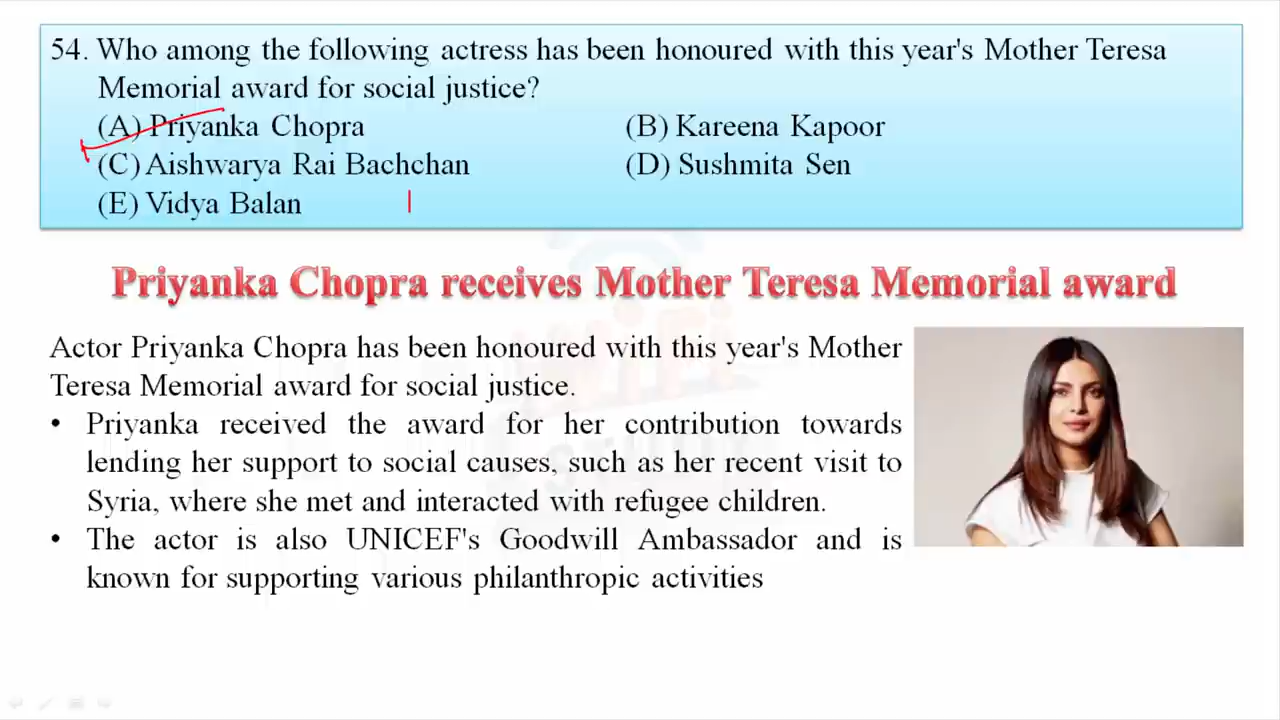 54. Who among the following actress has been honoured with this year's Mother Teresa
Memorial award for social justice?
(A) Priyanka Chopra (B) Kareena Kapoor
(C) Aishwarya Rai Bachchan (D) Sushmita Sen
(E) Vidya Balan
Priyanka Chopra receives Mother Teresa Memorial award
Actor Priyanka Chopra has been honoured with this year's Mother
Teresa Memorial award for social justice.
• Priyanka received the award for her contribution towards
lending her support to social causes, such as her recent visit to
Syria, where she met and interacted with refugee children.
• The actor is also UNICEF's Goodwill Ambassador and is
known for supporting various philanthropic activities